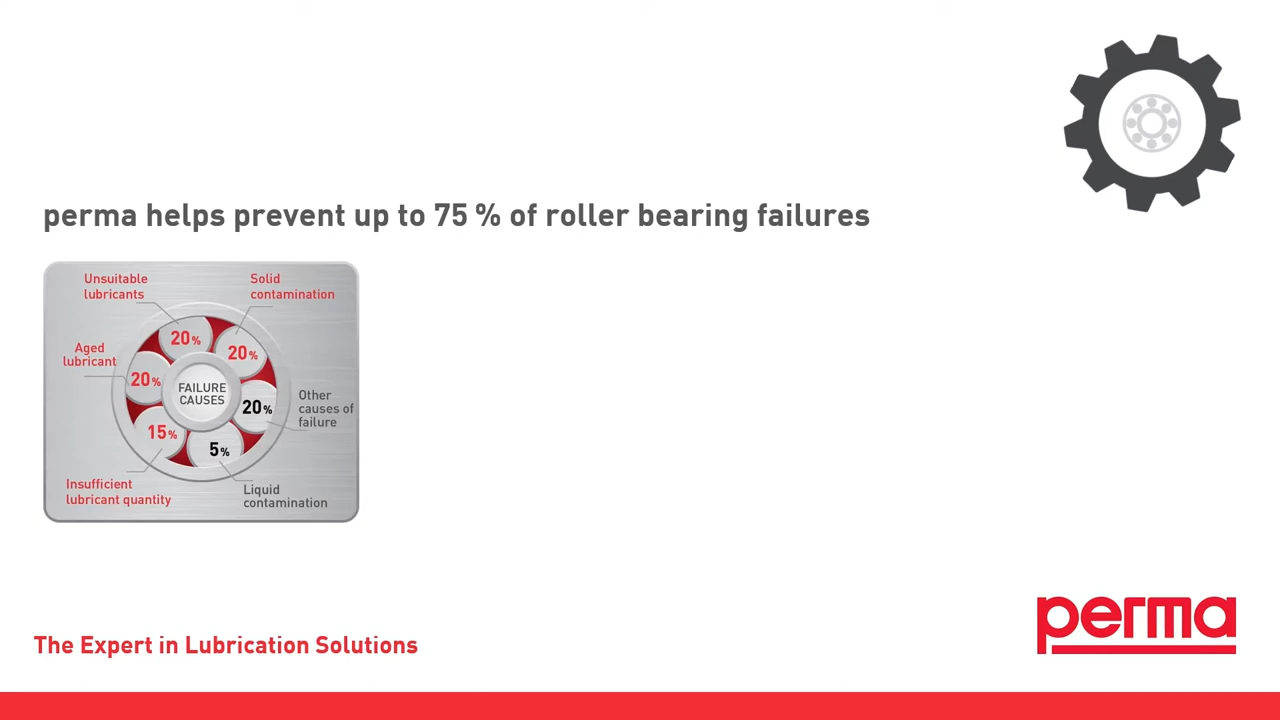 perma helps prevent up to 75 % of roller bearing failures
Unsuitable
lubricants
Solid
contamination
Aged
lubricant
20%
20%
20%
FAILURE
CAUSES
20%
Other
causes of
failure
15%
5%
Insufficient
lubricant quantity
Liquid
contamination
The Expert in Lubrication Solutions
perma